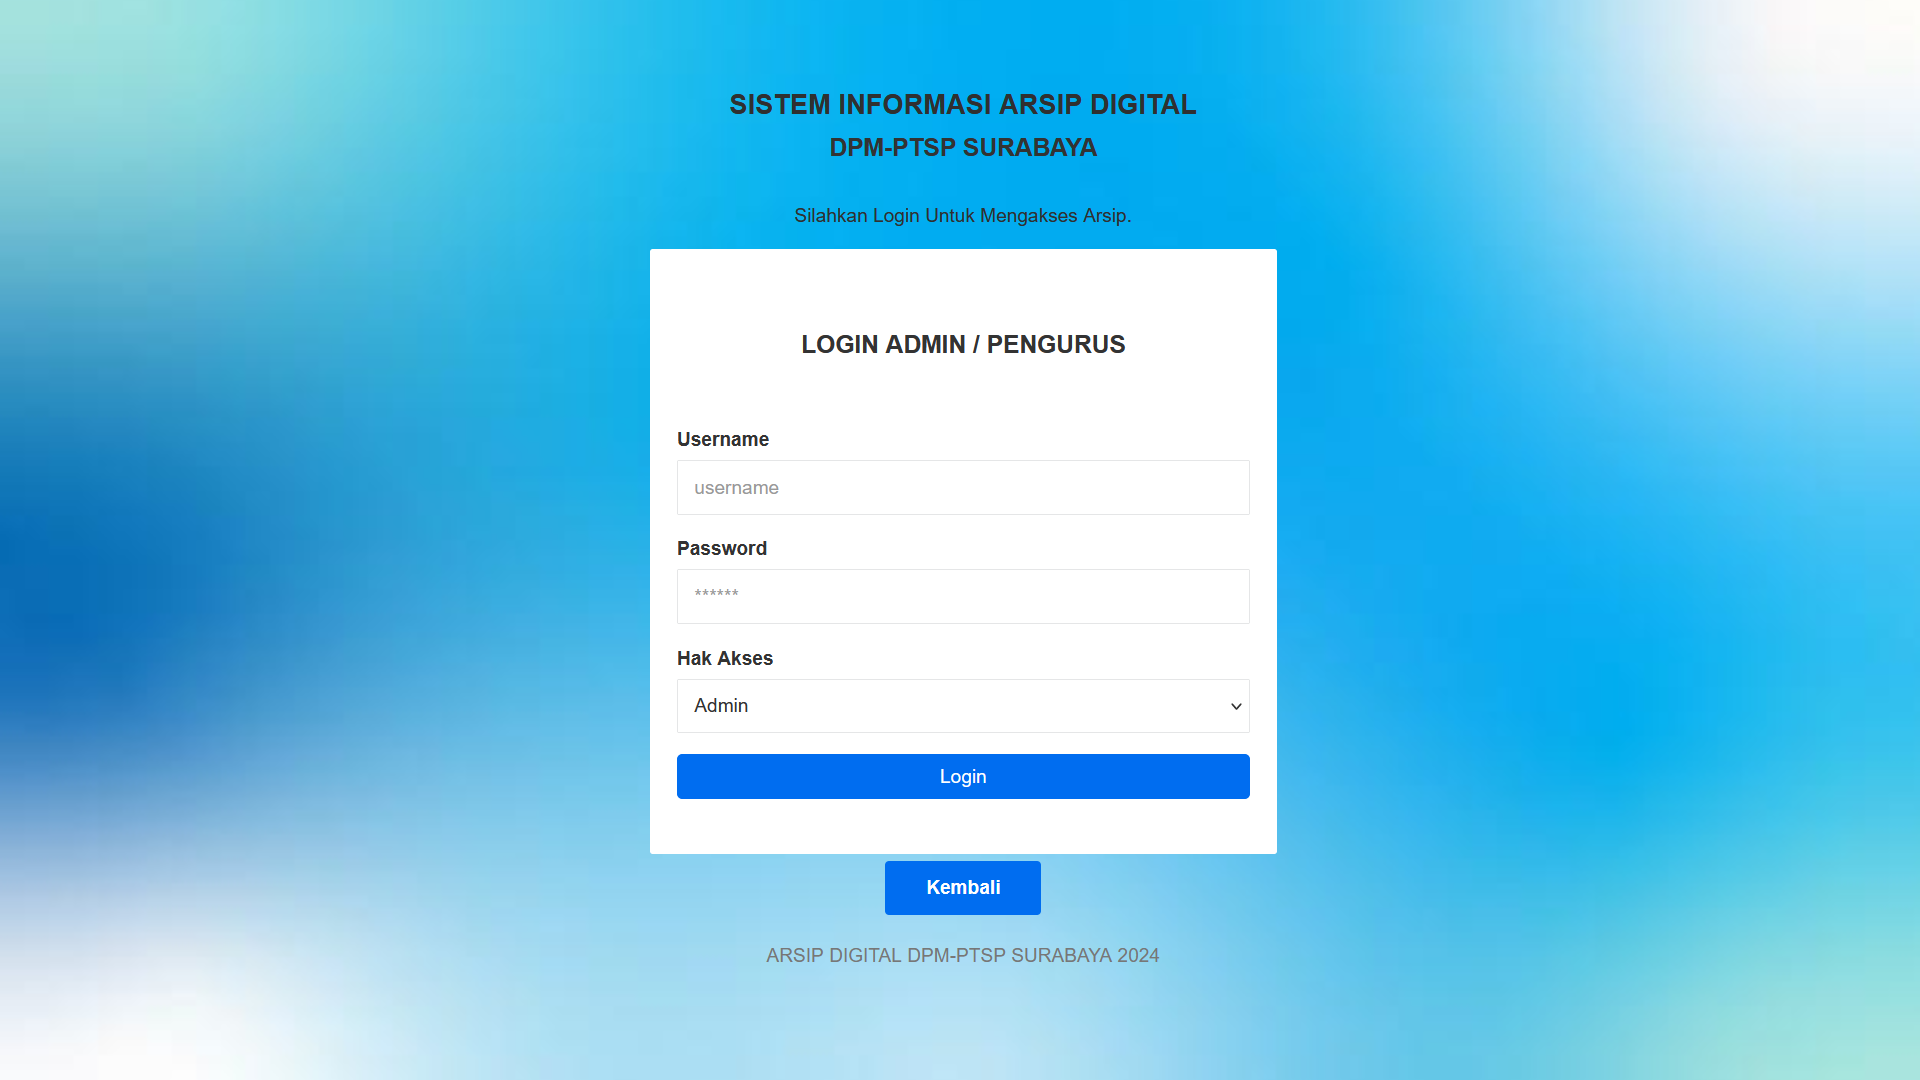 SISTEM INFORMASI ARSIP DIGITAL
DPM-PTSP SURABAYA
Silahkan Login Untuk Mengakses Arsip.
LOGIN ADMIN / PENGURUS
Username
username
Password
******
Hak Akses
Admin
Login
Kembali
ARSIP DIGITAL DPM-PTSP SURABAYA 2024